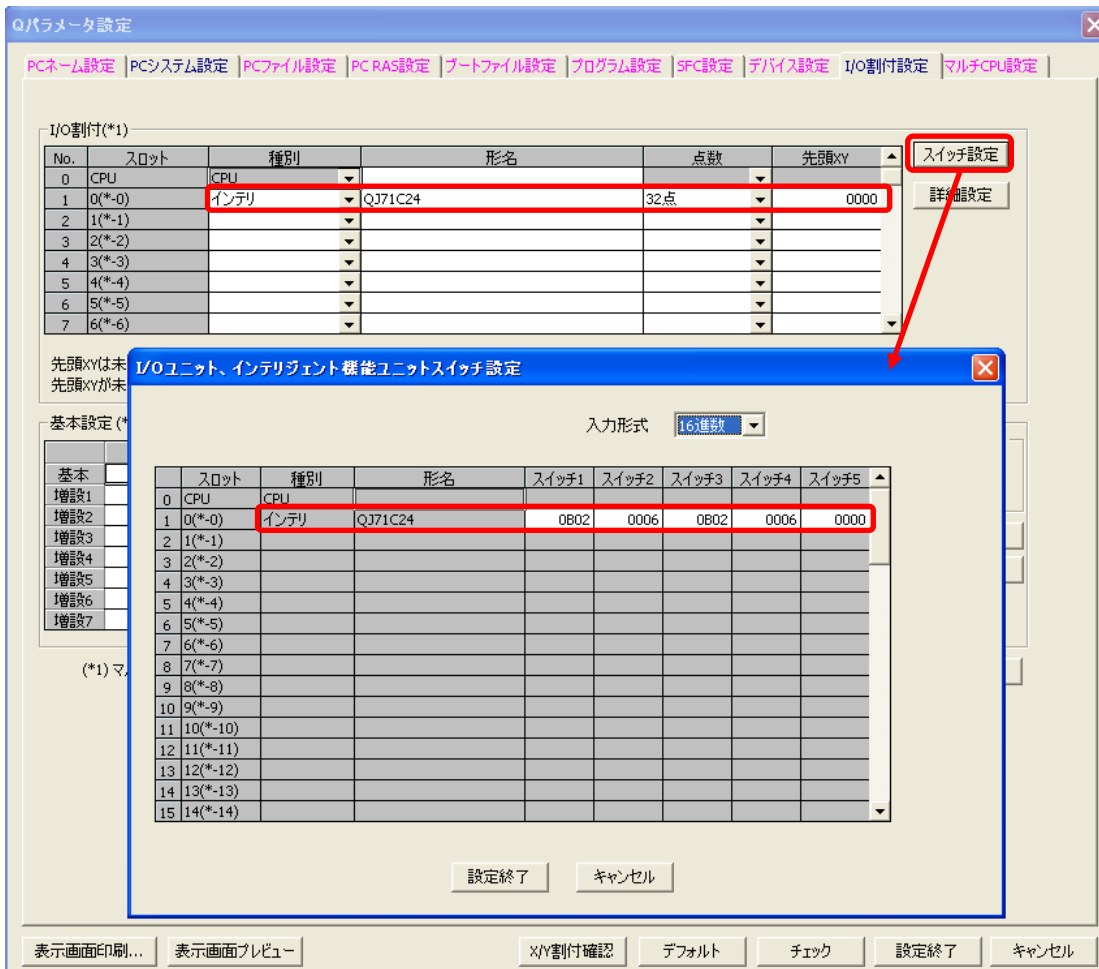 Qパラメータ設定
PCネーム設定 PCシステム設定 PCファイル設定 PC RAS設定 ブートファイル設定 プログラム設定 SFC設定 デバイス設定 I/O割付設定 マルチCPU設定
I/O割付(*1)
No. スロット 種別 形名 点数 先頭XY
スイッチ設定
0 CPU CPU
1 0(*-0) インテリ QJ71C24 32点 0000
詳細設定
2 1(*-1)
3 2(*-2)
4 3(*-3)
5 4(*-4)
6 5(*-5)
7 6(*-6)
先頭XYは未
先頭XYが未
I/Oユニット、インテリジェント機能ユニットスイッチ設定
入力形式 16進数
基本設定(*
基本
増設1
増設2
増設3
増設4
増設5
増設6
増設7
スロット 種別 形名 スイッチ1 スイッチ2 スイッチ3 スイッチ4 スイッチ5
0 CPU CPU
1 0(*-0) インテリ QJ71C24 0B02 0006 0B02 0006 0000
2 1(*-1)
3 2(*-2)
4 3(*-3)
5 4(*-4)
6 5(*-5)
7 6(*-6)
8 7(*-7)
9 8(*-8)
10 9(*-9)
11 10(*-10)
12 11(*-11)
13 12(*-12)
14 13(*-13)
15 14(*-14)
(*1) マ
設定終了 キャンセル
表示画面印刷... 表示画面プレビュー X/Y割付確認 デフォルト チェック 設定終了 キャンセル